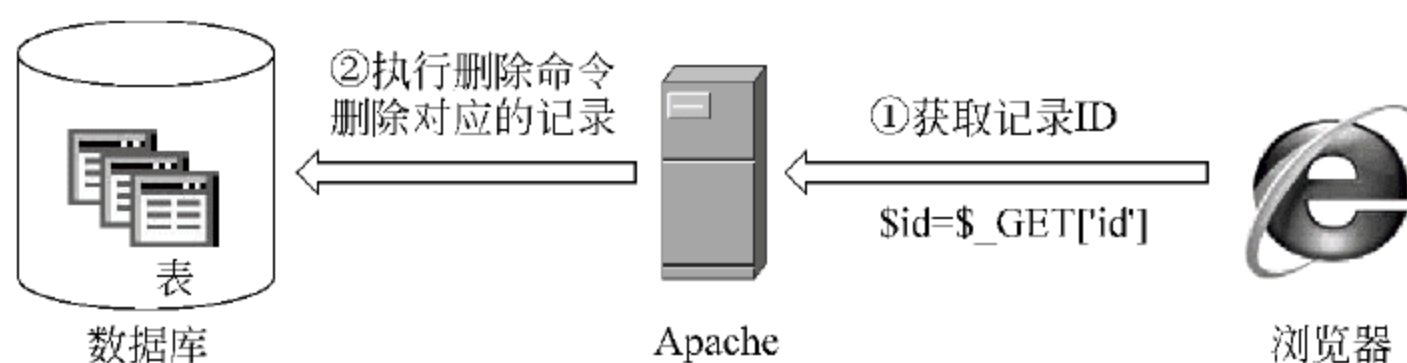 ②执行删除命令
删除对应的记录
①获取记录ID
$id=$_GET['id']
表
数据库
Apache
浏览器